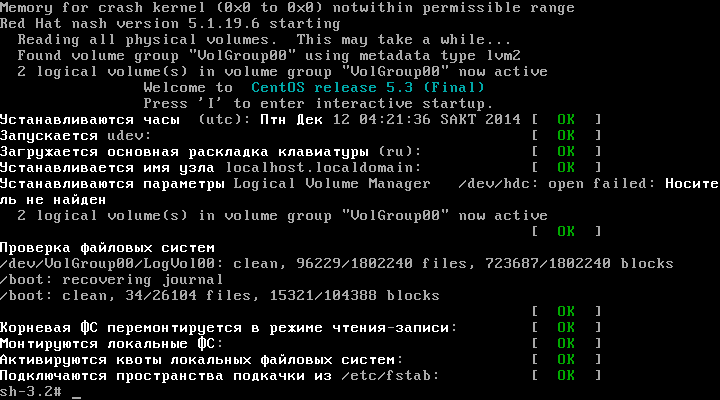 Memory for crash kernel (0x0 to 0x0) notwithin permissible range
Red Hat nash version 5.1.19.6 starting
Reading all physical volumes.  This may take a while...
Found volume group "VolGroup00" using metadata type lvm2
2 logical volume(s) in volume group "VolGroup00" now active
Welcome to  CentOS release 5.3 (Final)
Press 'I' to enter interactive startup.
Устанавливаются часы  (utc): Птн Дек 12 04:21:36 SAKT 2014 [  OK  ]
Запускается udev: [  OK  ]
Загружается основная раскладка клавиатуры (ru): [  OK  ]
Устанавливается имя узла localhost.localdomain: [  OK  ]
Устанавливаются параметры Logical Volume Manager   /dev/hdc: open failed: Носите
ль не найден
2 logical volume(s) in volume group "VolGroup00" now active
[  OK  ]
Проверка файловых систем
/dev/VolGroup00/LogVol00: clean, 96229/1802240 files, 723687/1802240 blocks
/boot: recovering journal
/boot: clean, 34/26104 files, 15321/104388 blocks
[  OK  ]
Корневая ФС перемонтируется в режиме чтения-записи: [  OK  ]
Монтируются локальные ФС: [  OK  ]
Активируются квоты локальных файловых систем: [  OK  ]
Подключаются пространства подкачки из /etc/fstab: [  OK  ]
sh-3.2# _